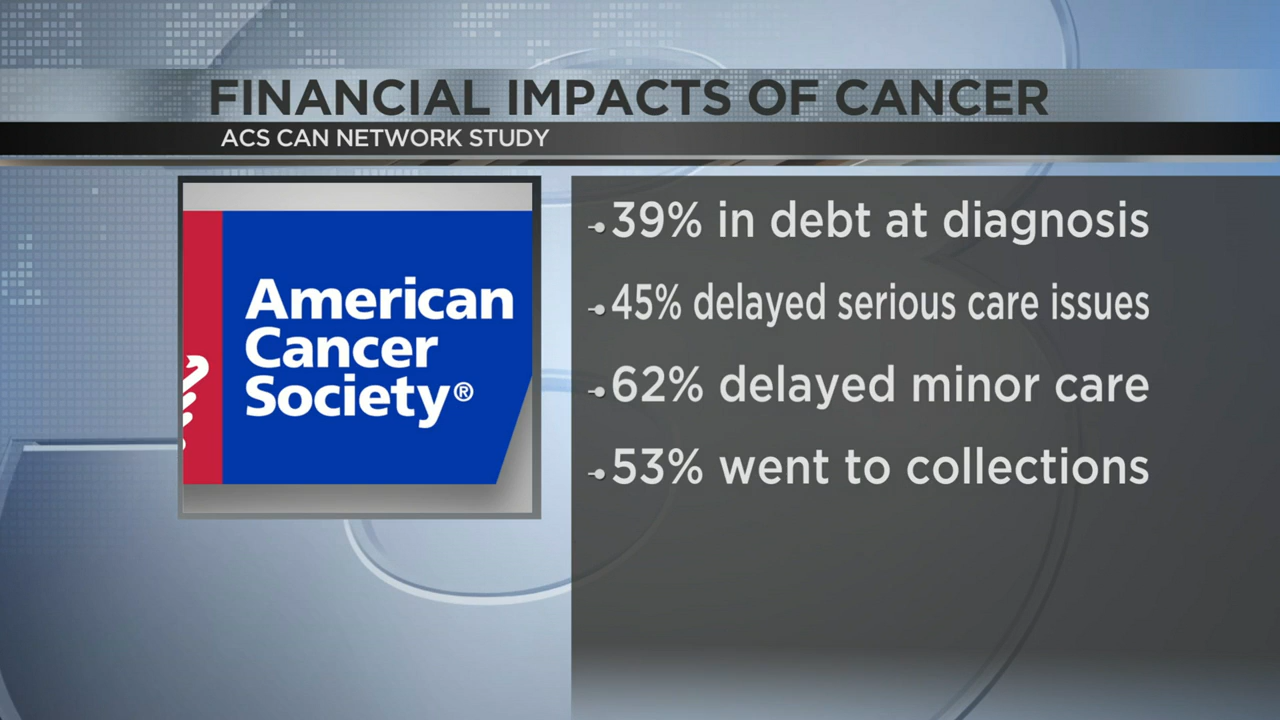 FINANCIAL IMPACTS OF CANCER
ACS CAN NETWORK STUDY
American
Cancer
Society®
39% in debt at diagnosis
45% delayed serious care issues
62% delayed minor care
53% went to collections